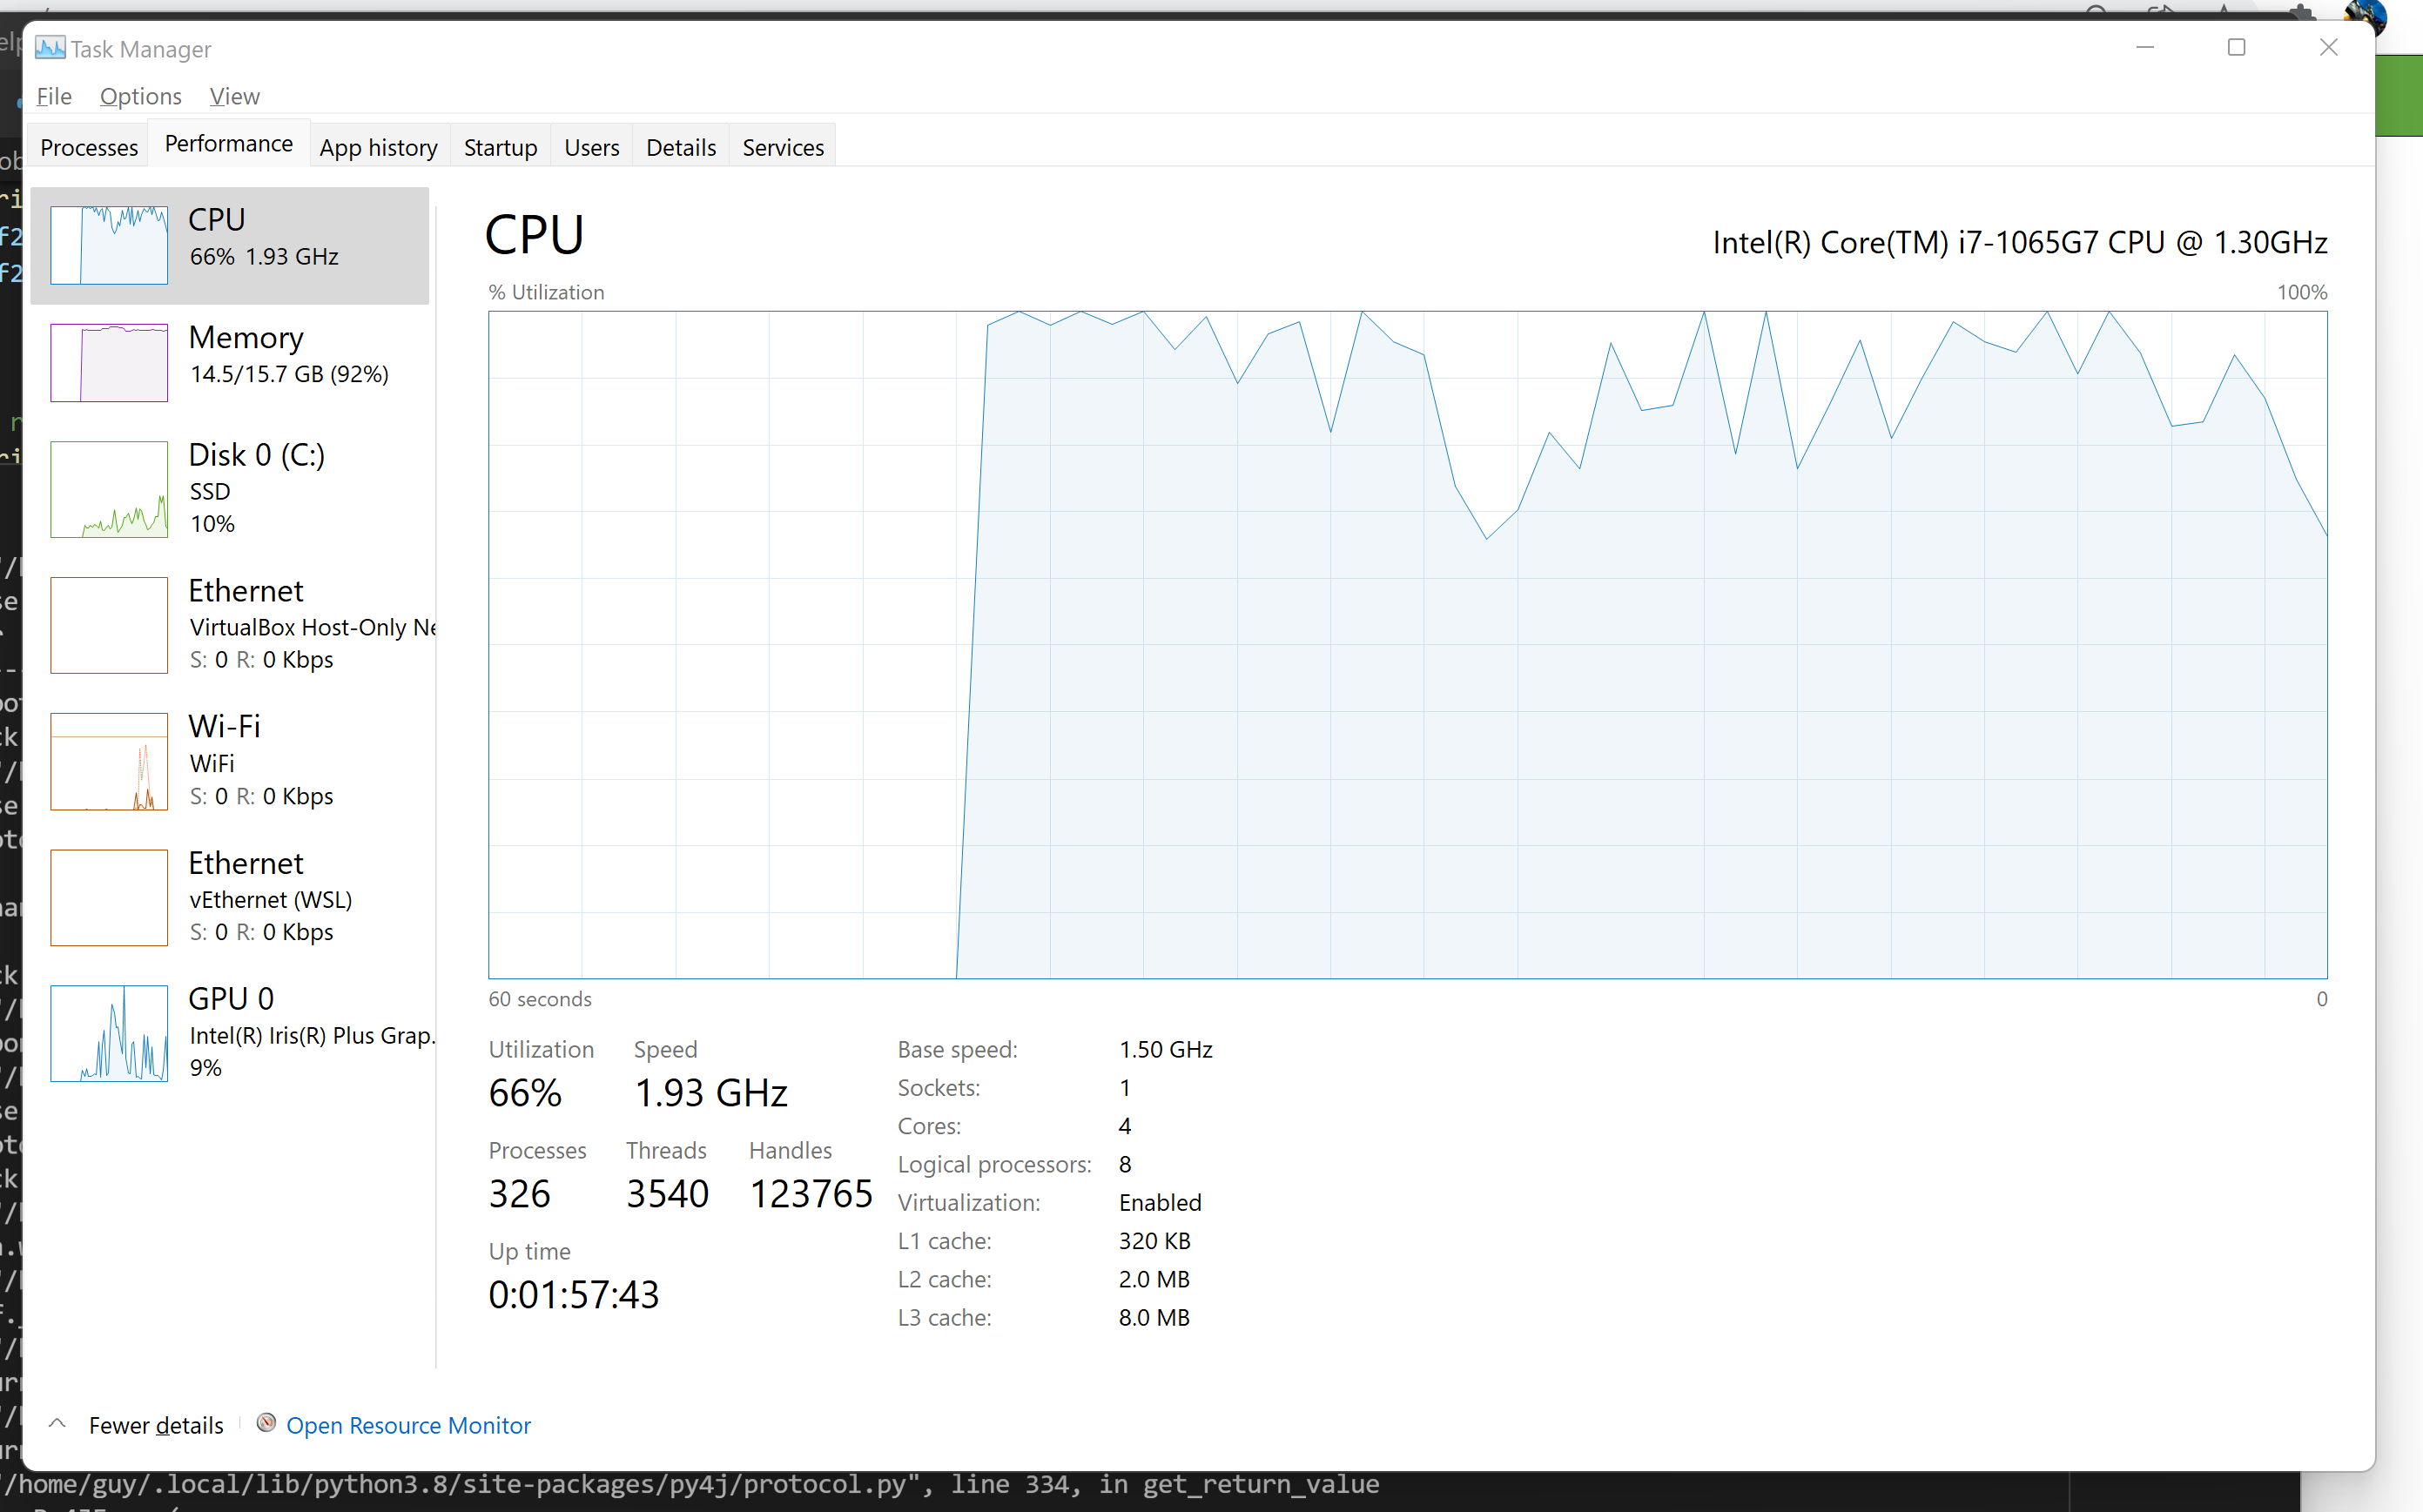 Task Manager
File Options View
Processes Performance App history Startup Users Details Services
CPU
66% 1.93 GHz
Memory
14.5/15.7 GB (92%)
Disk 0 (C:)
SSD
10%
Ethernet
VirtualBox Host-Only Ne
S: 0 R: 0 Kbps
Wi-Fi
WiFi
S: 0 R: 0 Kbps
Ethernet
vEthernet (WSL)
S: 0 R: 0 Kbps
GPU 0
Intel(R) Iris(R) Plus Grap.
9%
CPU
Intel(R) Core(TM) i7-1065G7 CPU @ 1.30GHz
% Utilization 100%
60 seconds 0
Utilization Speed
66% 1.93 GHz
Processes Threads Handles
326 3540 123765
Up time
0:01:57:43
Base speed: 1.50 GHz
Sockets: 1
Cores: 4
Logical processors: 8
Virtualization: Enabled
L1 cache: 320 KB
L2 cache: 2.0 MB
L3 cache: 8.0 MB
Fewer details Open Resource Monitor
"/home/guy/.local/lib/python3.8/site-packages/py4j/protocol.py", line 334, in get_return_value